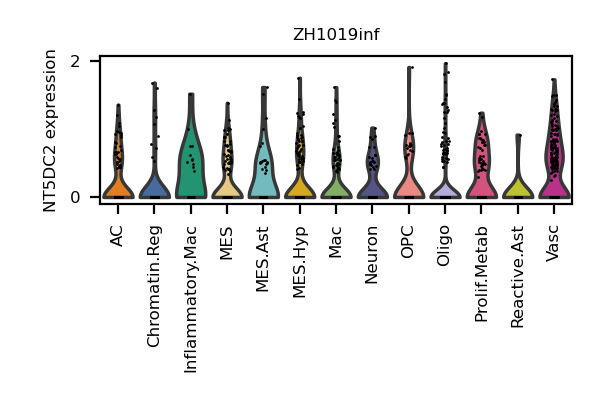 ZH1019inf
NT5DC2 expression
2
0
AC
Chromatin.Reg
Inflammatory.Mac
MES
MES.Ast
MES.Hyp
Mac
Neuron
OPC
Oligo
Prolif.Metab
Reactive.Ast
Vasc